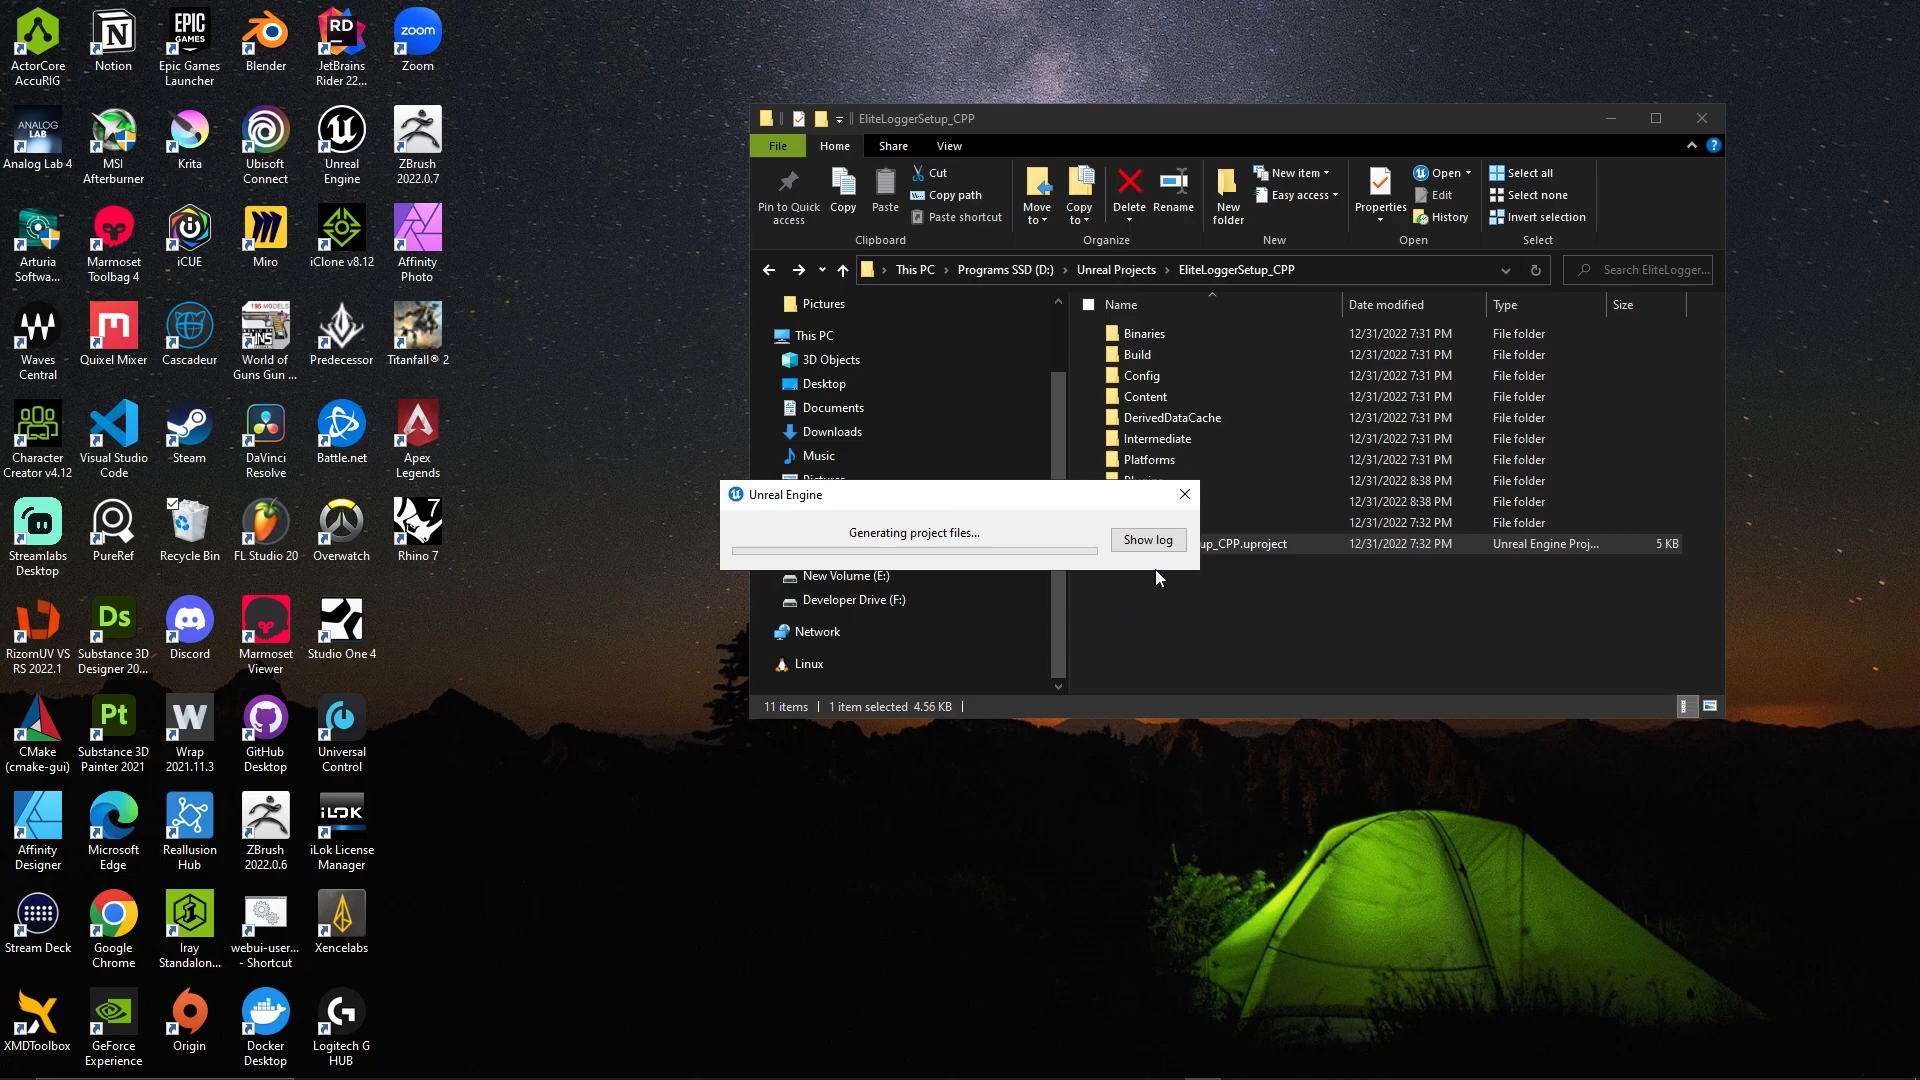 ActorCore
AccuRIG
Notion
EPIC
GAMES
Epic Games
Launcher
Blender
RD
JetBrains
Rider 22...
zoom
Zoom
ANALOG
LAB
Analog Lab 4
MSI
Afterburner
Krita
Ubisoft
Connect
Unreal
Engine
ZBrush
2022.0.7
Arturia
Softwa...
Marmoset
Toolbag 4
iCUE
Miro
iClone v8.12
Affinity
Photo
Waves
Central
Quixel Mixer
Cascadeur
World of
Guns Gun ...
Predecessor
Titanfall® 2
Character
Creator v4.12
Visual Studio
Code
Steam
DaVinci
Resolve
Battle.net
Apex
Legends
Streamlabs
Desktop
PureRef
Recycle Bin
FL Studio 20
Overwatch
7
Rhino 7
RizomUV VS
RS 2022.1
Ds
Substance 3D
Designer 20...
Discord
Marmoset
Viewer
Studio One 4
CMake
(cmake-gui)
Pt
Substance 3D
Painter 2021
W
Wrap
2021.11.3
GitHub
Desktop
Universal
Control
Affinity
Designer
Microsoft
Edge
Reallusion
Hub
ZBrush
2022.0.6
iLOK
iLok License
Manager
Stream Deck
Google
Chrome
Iray
Standalon...
webui-user...
- Shortcut
Xencelabs
XMDToolbox
GeForce
Experience
Origin
Docker
Desktop
Logitech G
HUB
EliteLoggerSetup_CPP
File Home Share View
Pin to Quick
access
Copy
Paste
Cut
Copy path
Paste shortcut
Clipboard
Move
to
Copy
to
Delete
Rename
Organize
New
folder
New item
Easy access
New
Properties
Open
Edit
History
Open
Select all
Select none
Invert selection
Select
This PC > Programs SSD (D:) > Unreal Projects > EliteLoggerSetup_CPP
Search EliteLogger...
Pictures
This PC
3D Objects
Desktop
Documents
Downloads
Music
New Volume (E:)
Developer Drive (F:)
Network
Linux
Name Date modified Type Size
Binaries 12/31/2022 7:31 PM File folder
Build 12/31/2022 7:31 PM File folder
Config 12/31/2022 7:31 PM File folder
Content 12/31/2022 7:31 PM File folder
DerivedDataCache 12/31/2022 7:31 PM File folder
Intermediate 12/31/2022 7:31 PM File folder
Platforms 12/31/2022 7:31 PM File folder
12/31/2022 8:38 PM File folder
12/31/2022 8:38 PM File folder
12/31/2022 7:32 PM File folder
up_CPP.uproject 12/31/2022 7:32 PM Unreal Engine Proj... 5 KB
Unreal Engine
Generating project files...
Show log
11 items 1 item selected 4.56 KB